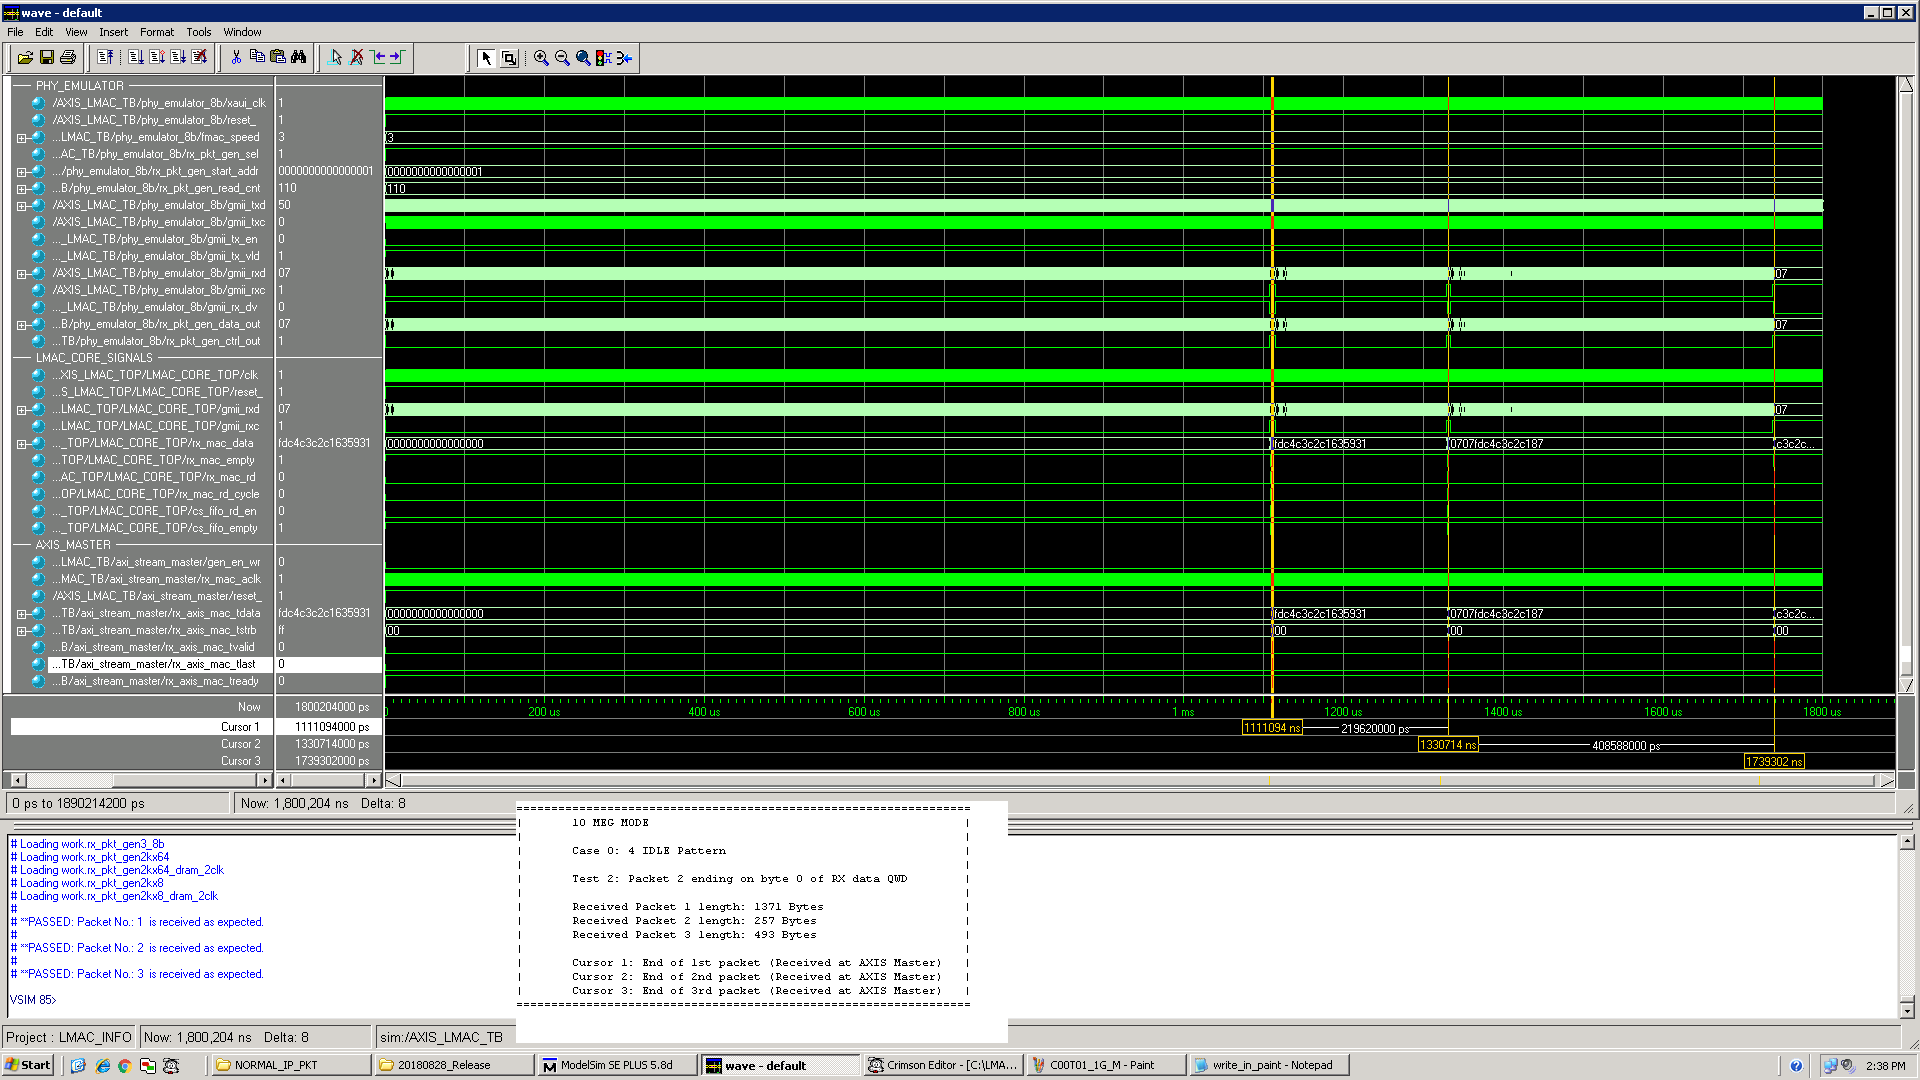 wave - default
File Edit View Insert Format Tools Window
PHY_EMULATOR
/AXIS_LMAC_TB/phy_emulator_8b/xaui_clk 1
/AXIS_LMAC_TB/phy_emulator_8b/reset_ 1
...LMAC_TB/phy_emulator_8b/fmac_speed 3 3
...AC_TB/phy_emulator_8b/rx_pkt_gen_sel 1
.../phy_emulator_8b/rx_pkt_gen_start_addr 0000000000000001 0000000000000001
...B/phy_emulator_8b/rx_pkt_gen_read_cnt 110 110
/AXIS_LMAC_TB/phy_emulator_8b/gmii_txd 50
/AXIS_LMAC_TB/phy_emulator_8b/gmii_txc 0
..._LMAC_TB/phy_emulator_8b/gmii_tx_en 0
..._LMAC_TB/phy_emulator_8b/gmii_tx_vld 1
/AXIS_LMAC_TB/phy_emulator_8b/gmii_rxd 07 07
/AXIS_LMAC_TB/phy_emulator_8b/gmii_rxc 1
..._LMAC_TB/phy_emulator_8b/gmii_rx_dv 0
...B/phy_emulator_8b/rx_pkt_gen_data_out 07 07
...TB/phy_emulator_8b/rx_pkt_gen_ctrl_out 1
LMAC_CORE_SIGNALS
...XIS_LMAC_TOP/LMAC_CORE_TOP/clk 1
...S_LMAC_TOP/LMAC_CORE_TOP/reset_ 1
...LMAC_TOP/LMAC_CORE_TOP/gmii_rxd 07 07
...LMAC_TOP/LMAC_CORE_TOP/gmii_rxc 1
..._TOP/LMAC_CORE_TOP/rx_mac_data fdc4c3c2c1635931 0000000000000000 fdc4c3c2c1635931 0707fdc4c3c2c187 c3c2c...
...TOP/LMAC_CORE_TOP/rx_mac_empty 1
...AC_TOP/LMAC_CORE_TOP/rx_mac_rd 0
...OP/LMAC_CORE_TOP/rx_mac_rd_cycle 0
..._TOP/LMAC_CORE_TOP/cs_fifo_rd_en 0
..._TOP/LMAC_CORE_TOP/cs_fifo_empty 1
AXIS_MASTER
...LMAC_TB/axi_stream_master/gen_en_wr 0
...MAC_TB/axi_stream_master/rx_mac_aclk 1
/AXIS_LMAC_TB/axi_stream_master/reset_ 1
...TB/axi_stream_master/rx_axis_mac_tdata fdc4c3c2c1635931 0000000000000000 fdc4c3c2c1635931 0707fdc4c3c2c187 c3c2c...
...TB/axi_stream_master/rx_axis_mac_tstrb ff 00 00 00 00
...B/axi_stream_master/rx_axis_mac_tvalid 0
...TB/axi_stream_master/rx_axis_mac_tlast 0
...B/axi_stream_master/rx_axis_mac_tready 0
Now 1800204000 ps 200 us 400 us 600 us 800 us 1 ms 1200 us 1400 us 1600 us 1800 us
Cursor 1 1111094000 ps 1111094 ns 219620000 ps
Cursor 2 1330714000 ps 1330714 ns 408588000 ps
Cursor 3 1739302000 ps 1739302 ns
0 ps to 1890214200 ps Now: 1,800,204 ns Delta: 8
# Loading work.rx_pkt_gen3_8b
# Loading work.rx_pkt_gen2kx64
# Loading work.rx_pkt_gen2kx64_dram_2clk
# Loading work.rx_pkt_gen2kx8
# Loading work.rx_pkt_gen2kx8_dram_2clk
#
# **PASSED: Packet No.: 1 is received as expected.
#
# **PASSED: Packet No.: 2 is received as expected.
#
# **PASSED: Packet No.: 3 is received as expected.
VSIM 85>
10 MEG MODE
Case 0: 4 IDLE Pattern
Test 2: Packet 2 ending on byte 0 of RX data QWD
Received Packet 1 length: 1371 Bytes
Received Packet 2 length: 257 Bytes
Received Packet 3 length: 493 Bytes
Cursor 1: End of 1st packet (Received at AXIS Master)
Cursor 2: End of 2nd packet (Received at AXIS Master)
Cursor 3: End of 3rd packet (Received at AXIS Master)
Project : LMAC_INFO Now: 1,800,204 ns Delta: 8 sim:/AXIS_LMAC_TB
Start NORMAL_IP_PKT 20180828_Release ModelSim SE PLUS 5.8d wave - default Crimson Editor - [C:\LMA... C00T01_1G_M - Paint write_in_paint - Notepad 2:38 PM